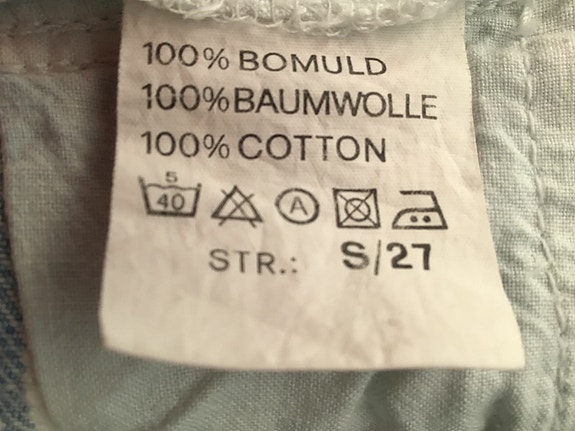 100% BOMULD
100% BAUMWOLLE
100% COTTON
5
40 A
STR.: S/27